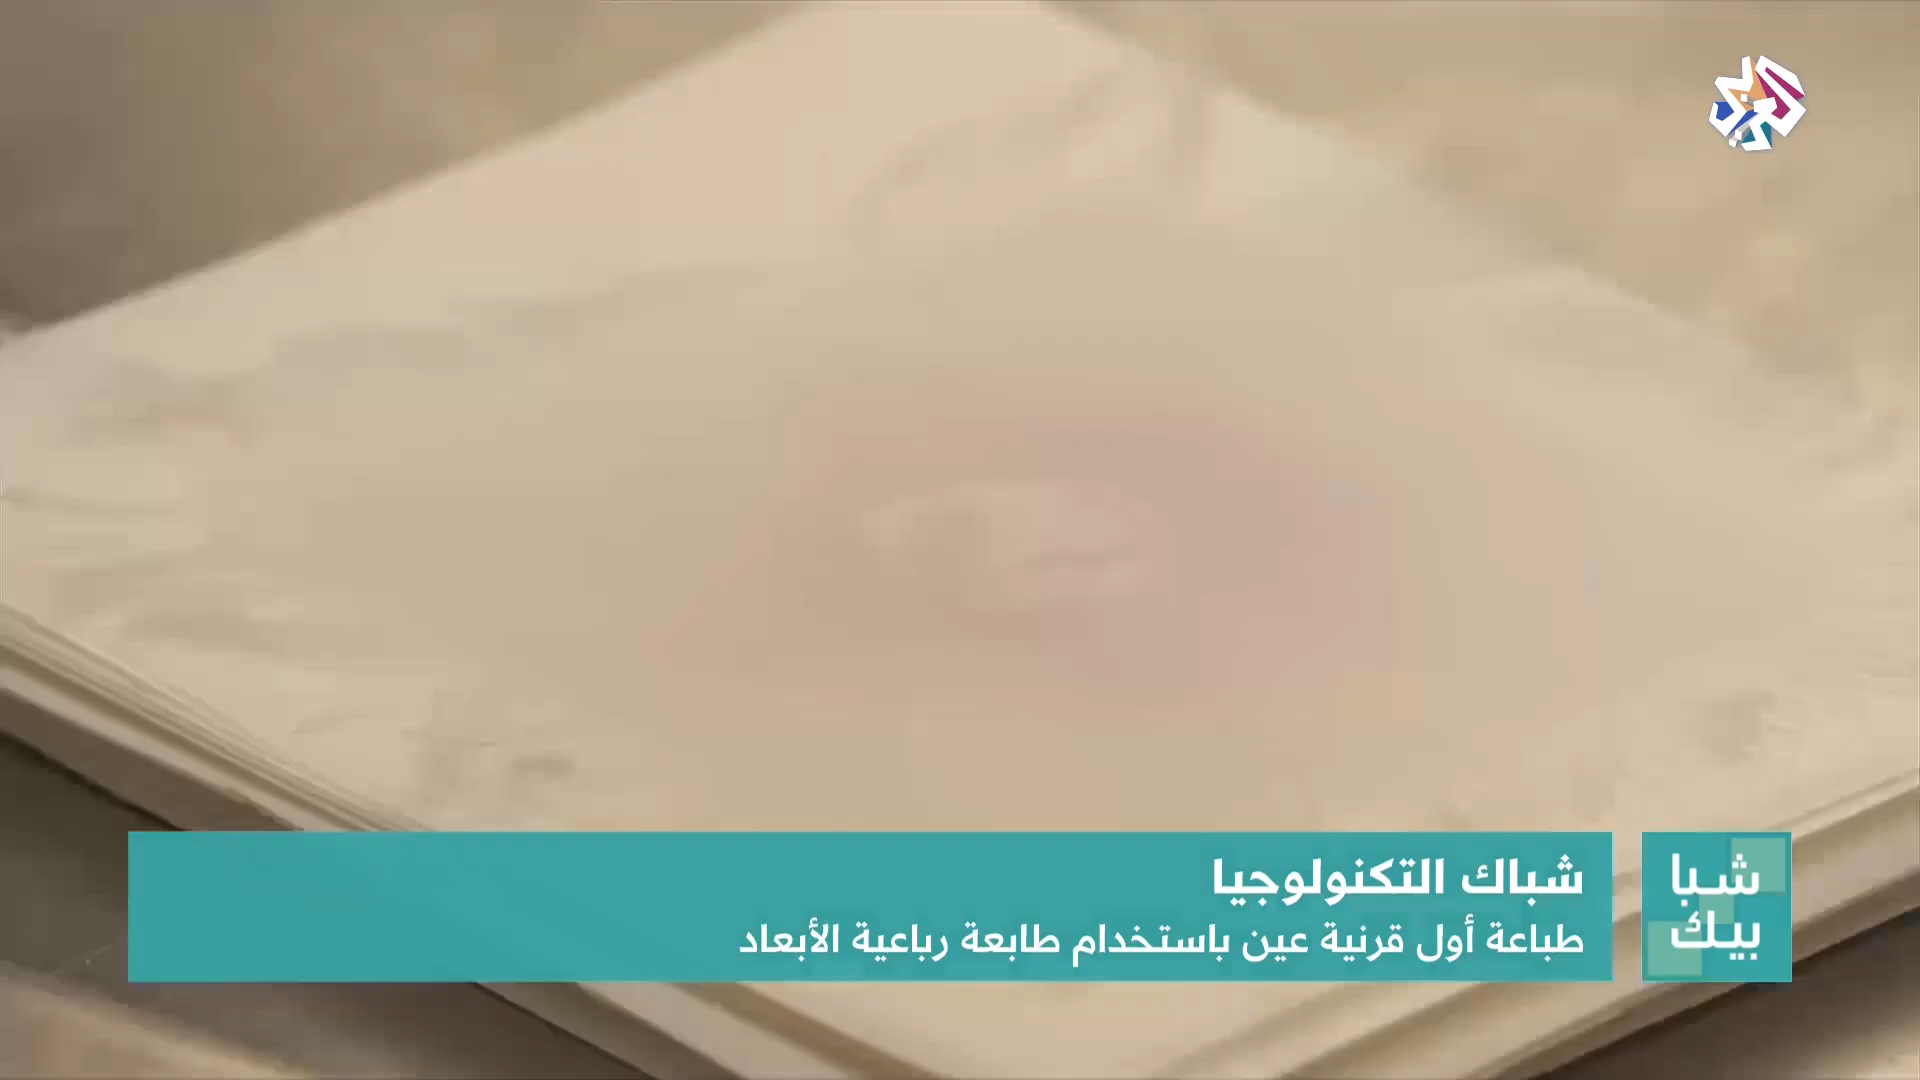 شباك التكنولوجيا
طباعة أول قرنية عين باستخدام طابعة رباعية الأبعاد
شبا
بيك